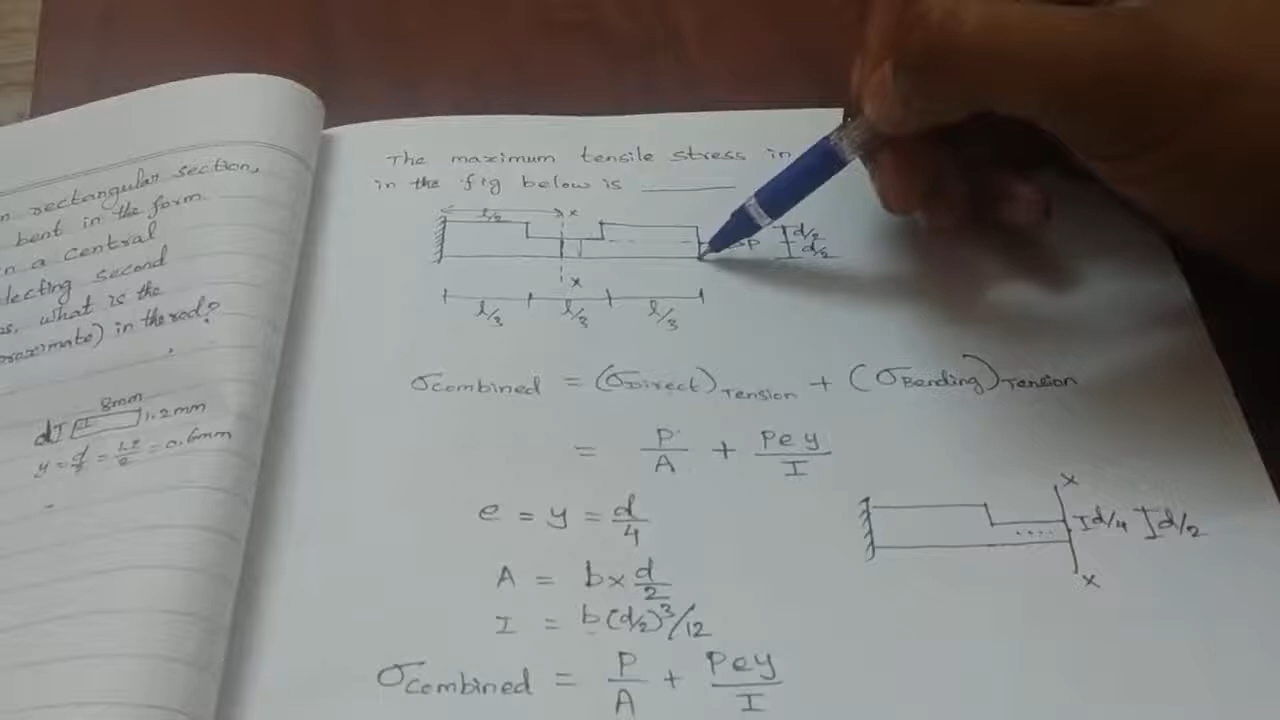 n rectangular section,
bent in the form
n a central
lecting second
s, what is the
in the rod?
8mm
dI 1.2mm
y = d/2 = 1.2/2 = 0.6mm
The maximum tensile stress in
in the fig below is ______
l/2 x
P d/2
d/2
x
l/3 l/3 l/3
σCombined = (σDirect)Tension + (σBending)Tension
= P/A + Pey/I
e = y = d/4
x
d/4 d/2
x
A = b x d/2
I = b(d/2)³/12
σCombined = P/A + Pey/I